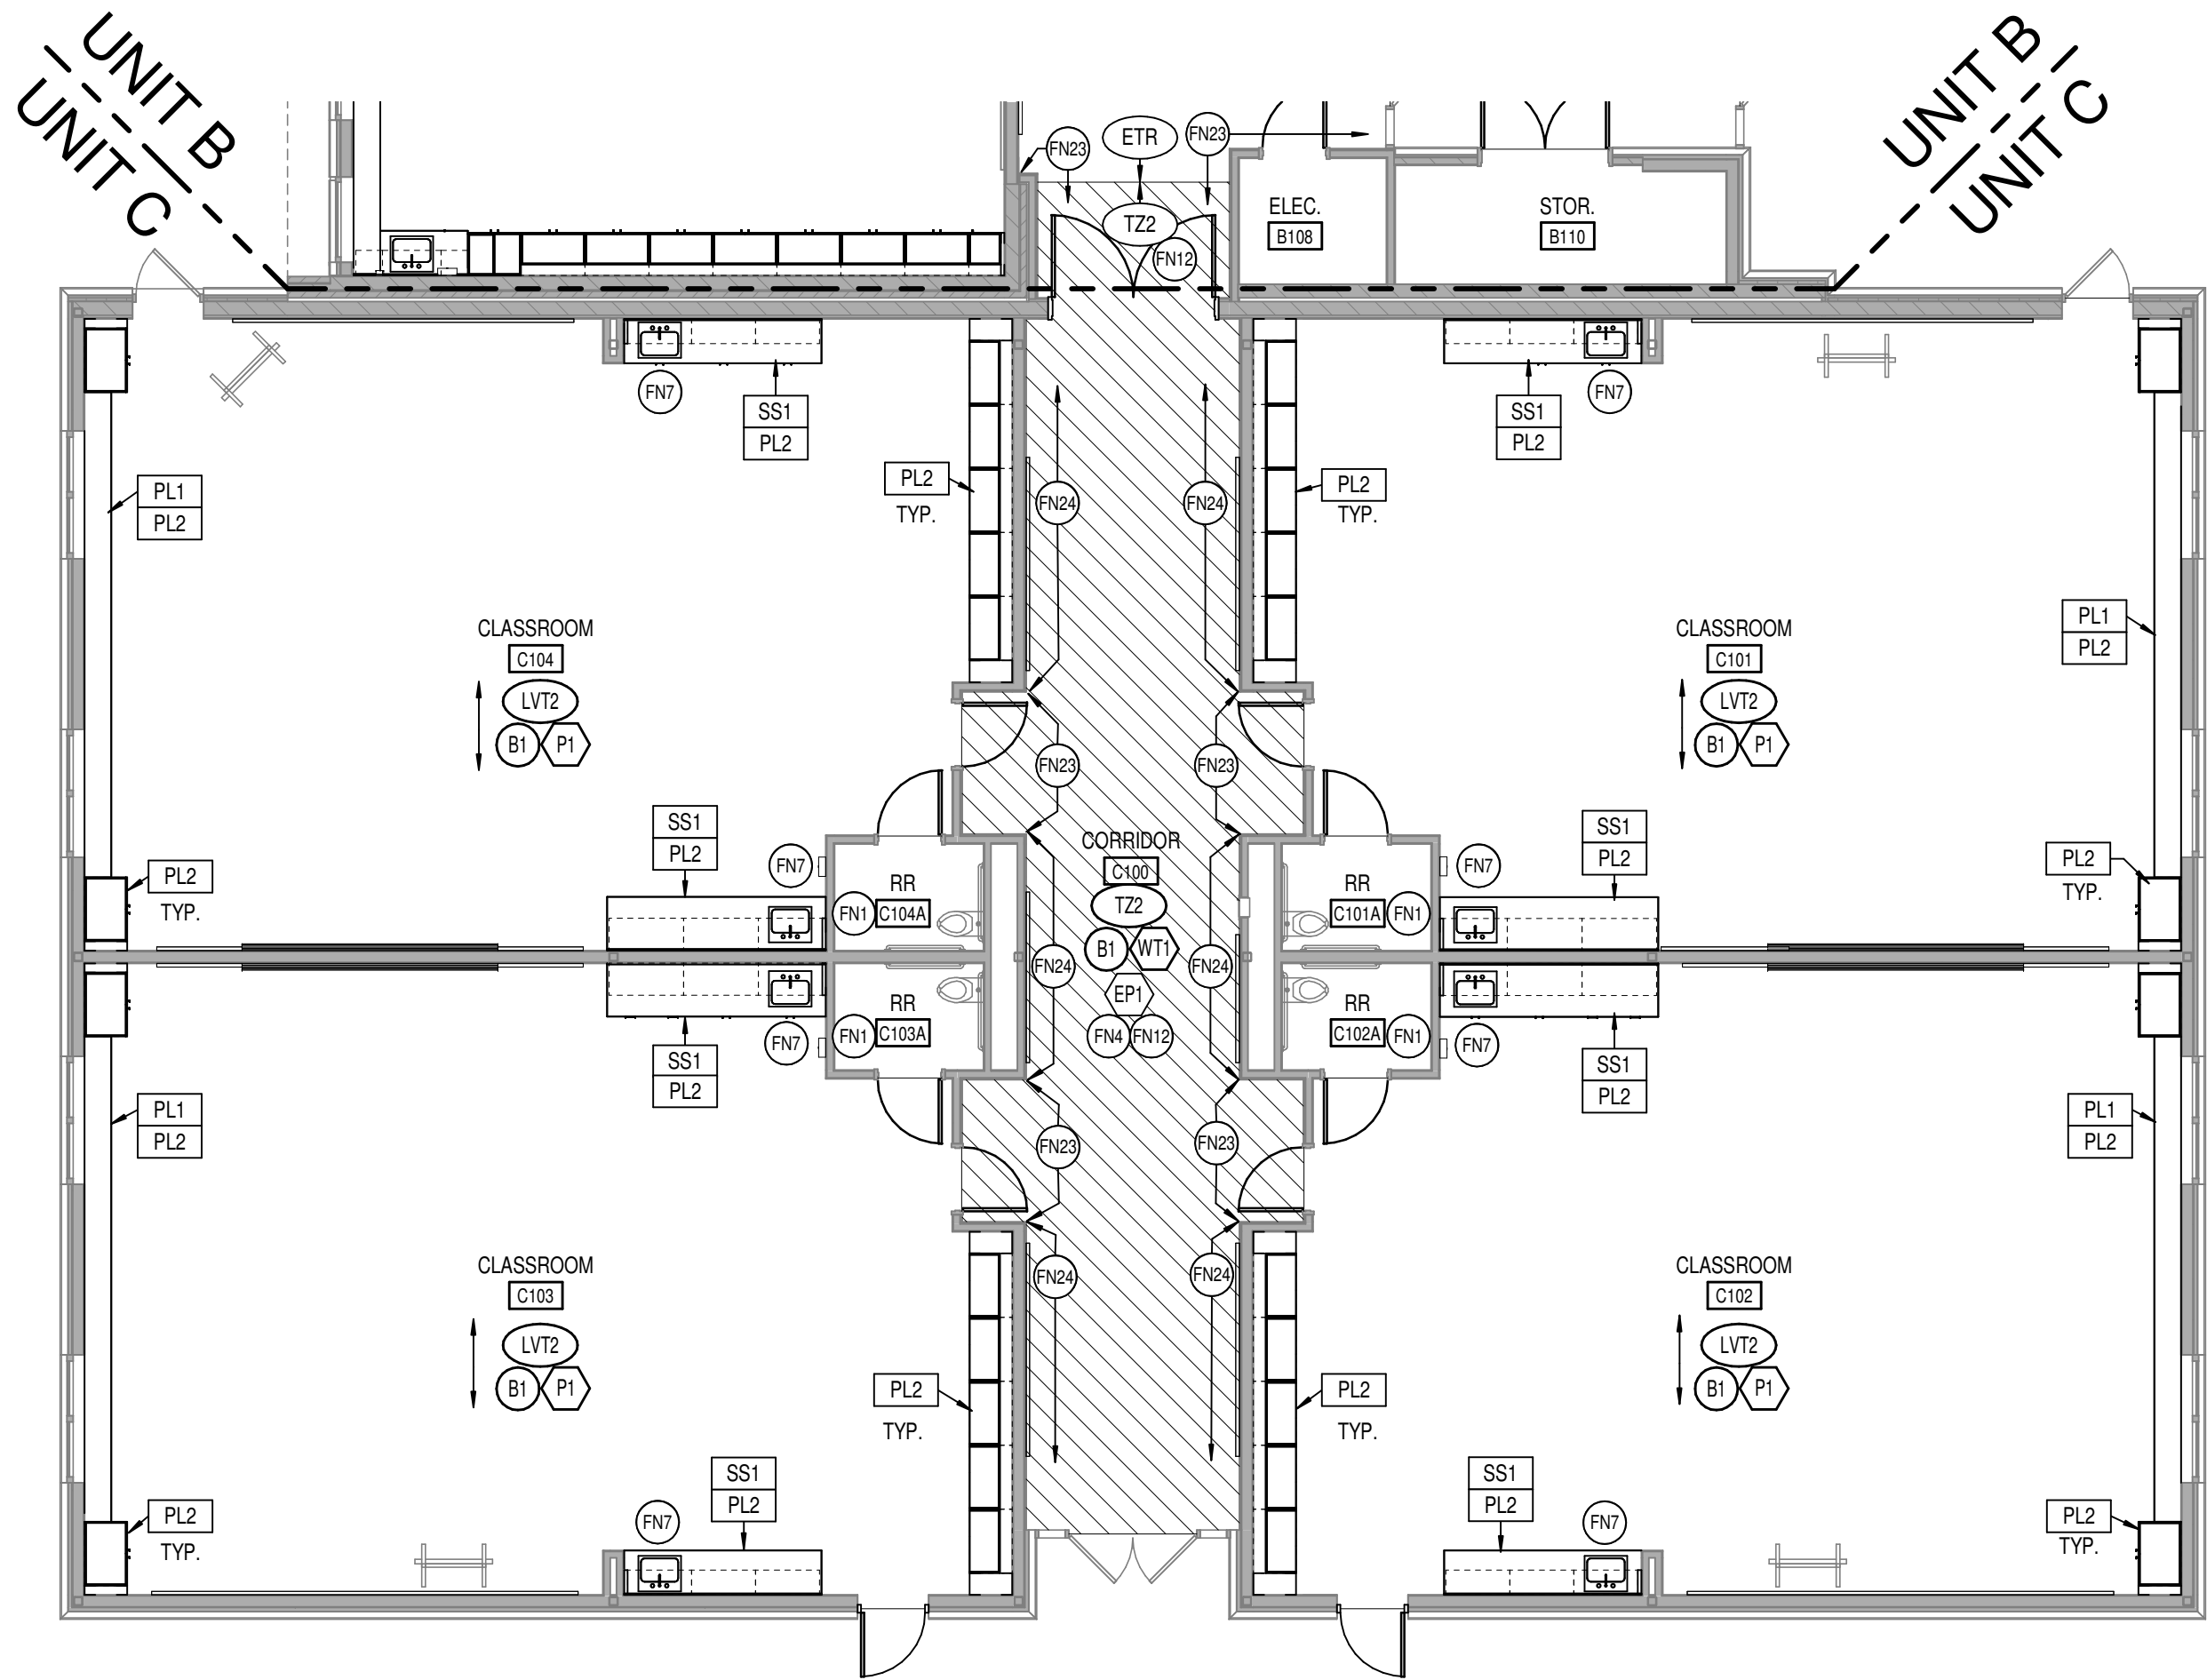 UNIT B
UNIT C
UNIT B
UNIT C
FN23
ETR
FN23
TZ2
FN12
ELEC.
B108
STOR.
B110
FN7
SS1
PL2
SS1
PL2
FN7
PL1
PL2
PL2
TYP.
FN24
FN24
PL2
TYP.
CLASSROOM
C104
LVT2
B1
P1
CLASSROOM
C101
LVT2
B1
P1
PL1
PL2
FN23
FN23
SS1
PL2
SS1
PL2
PL2
TYP.
FN7
RR
FN1
C104A
CORRIDOR
C100
TZ2
B1
WT1
EP1
FN4
FN12
FN24
FN24
RR
C101A
FN1
FN7
PL2
TYP.
RR
FN1
C103A
FN7
SS1
PL2
RR
C102A
FN1
FN7
SS1
PL2
PL1
PL2
PL1
PL2
FN23
FN23
CLASSROOM
C103
LVT2
B1
P1
FN24
FN24
CLASSROOM
C102
LVT2
B1
P1
PL2
TYP.
PL2
TYP.
PL2
TYP.
FN7
SS1
PL2
SS1
PL2
FN7
PL2
TYP.